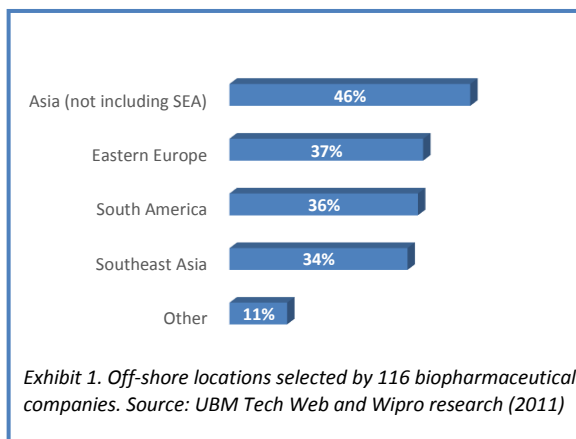 Asia (not including SEA) 46%
Eastern Europe 37%
South America 36%
Southeast Asia 34%
Other 11%
Exhibit 1. Off-shore locations selected by 116 biopharmaceutical
companies. Source: UBM Tech Web and Wipro research (2011)